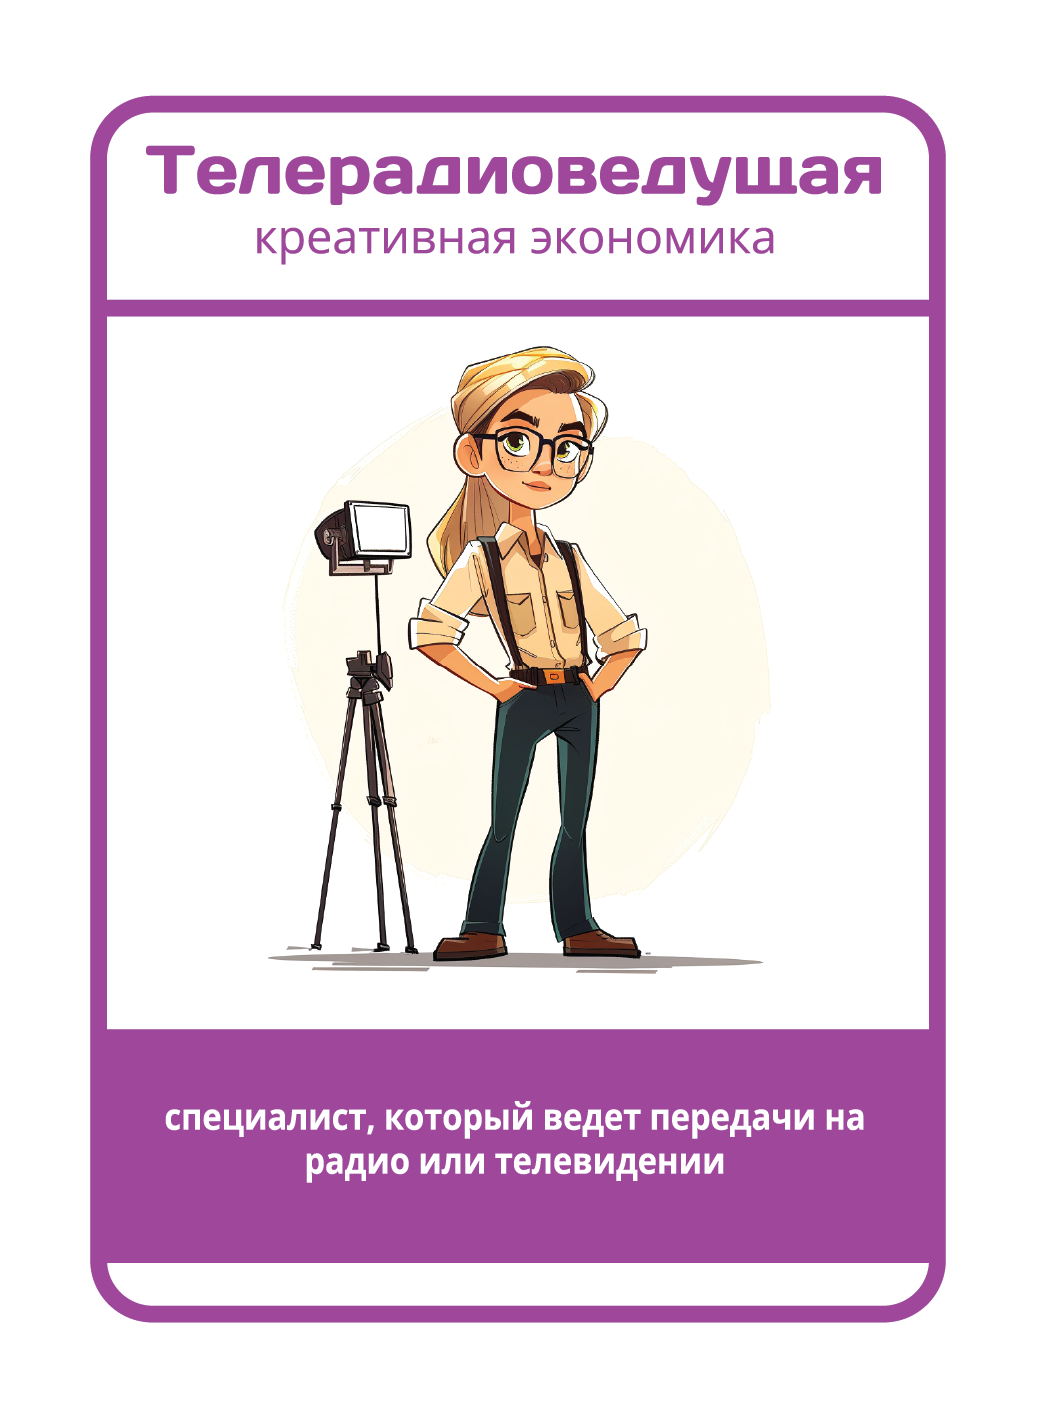 Телерадиоведущая
креативная экономика
специалист, который ведет передачи на
радио или телевидении